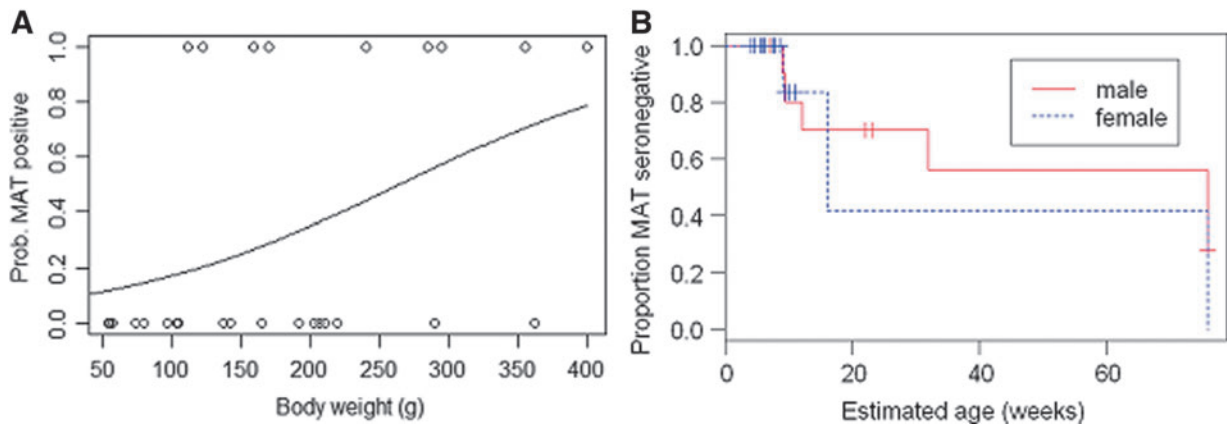 A
Prob. MAT positive
1.0
0.8
0.6
0.4
0.2
0.0
50 100 150 200 250 300 350 400
Body weight (g)
B
Proportion MAT seronegative
1.0
0.8
0.6
0.4
0.2
0.0
male
female
0 20 40 60
Estimated age (weeks)